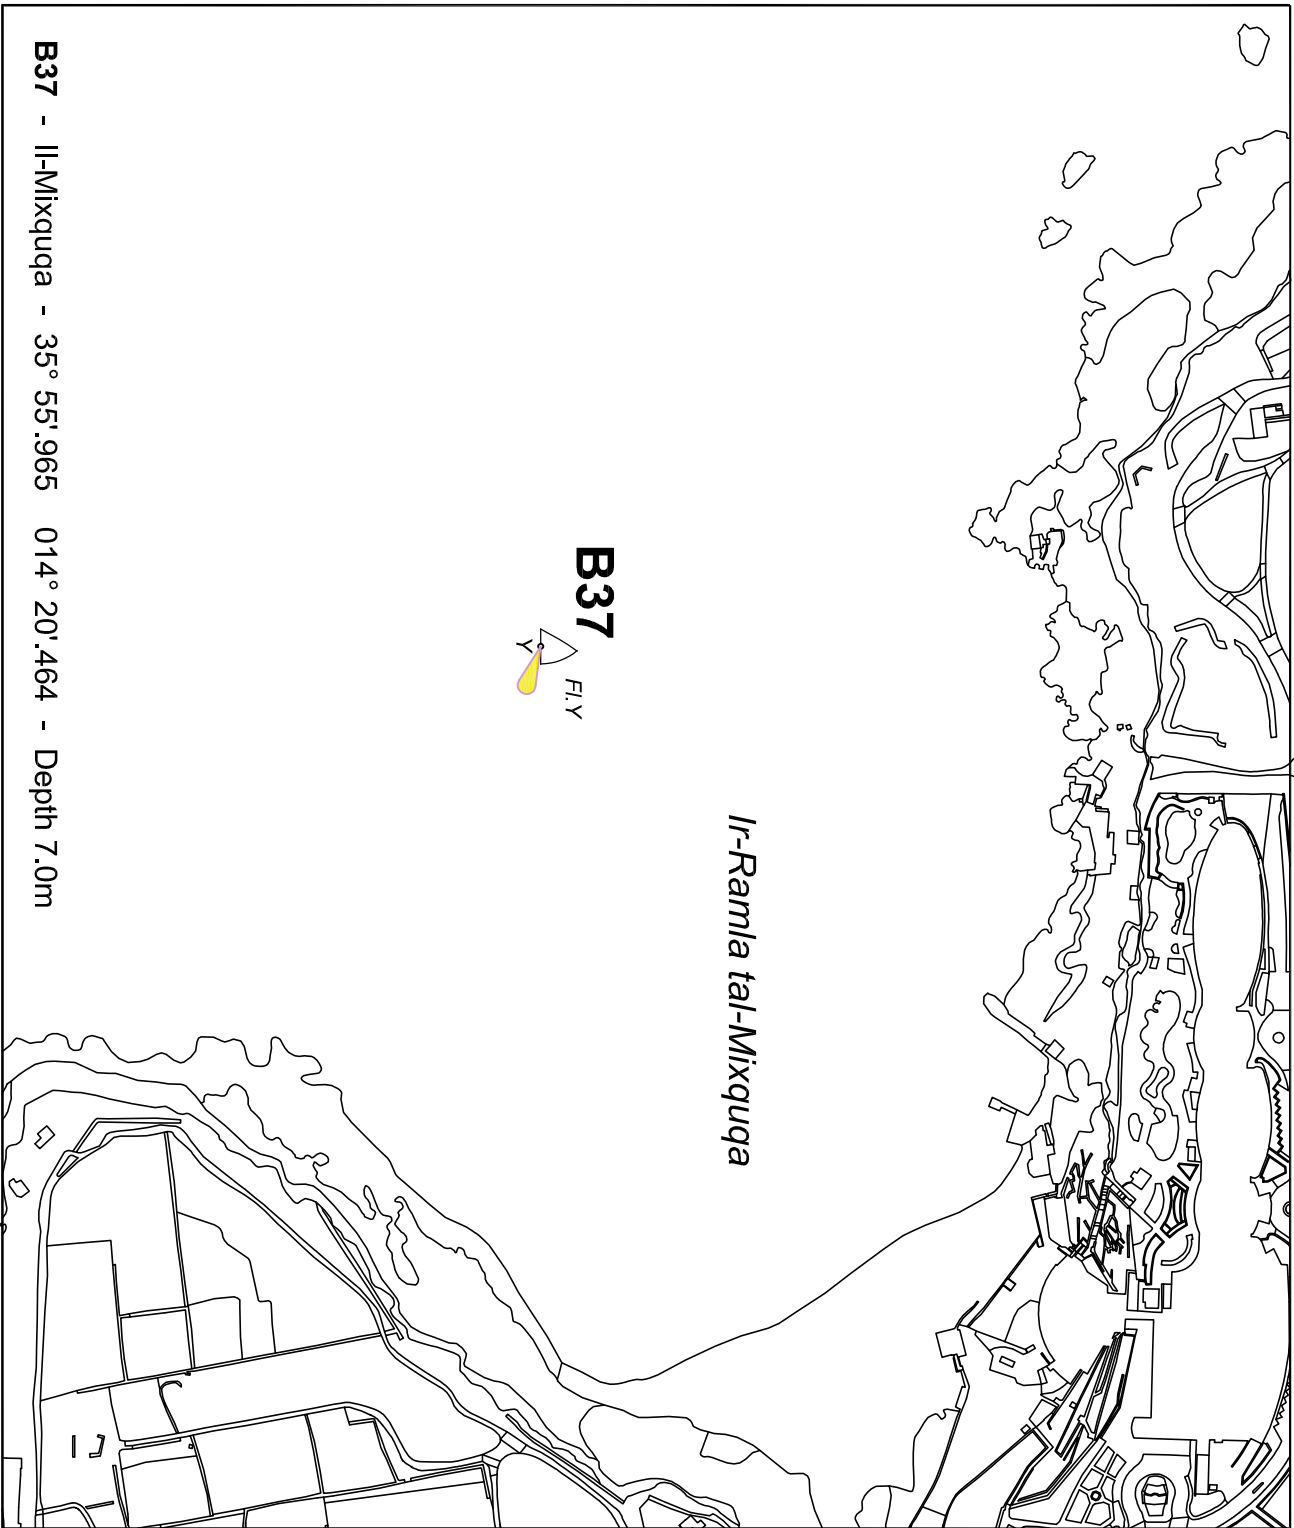 B37
Fl.Y
Y
Ir-Ramla tal-Mixquqa
B37 - Il-Mixquqa - 35° 55'.965 014° 20'.464 - Depth 7.0m